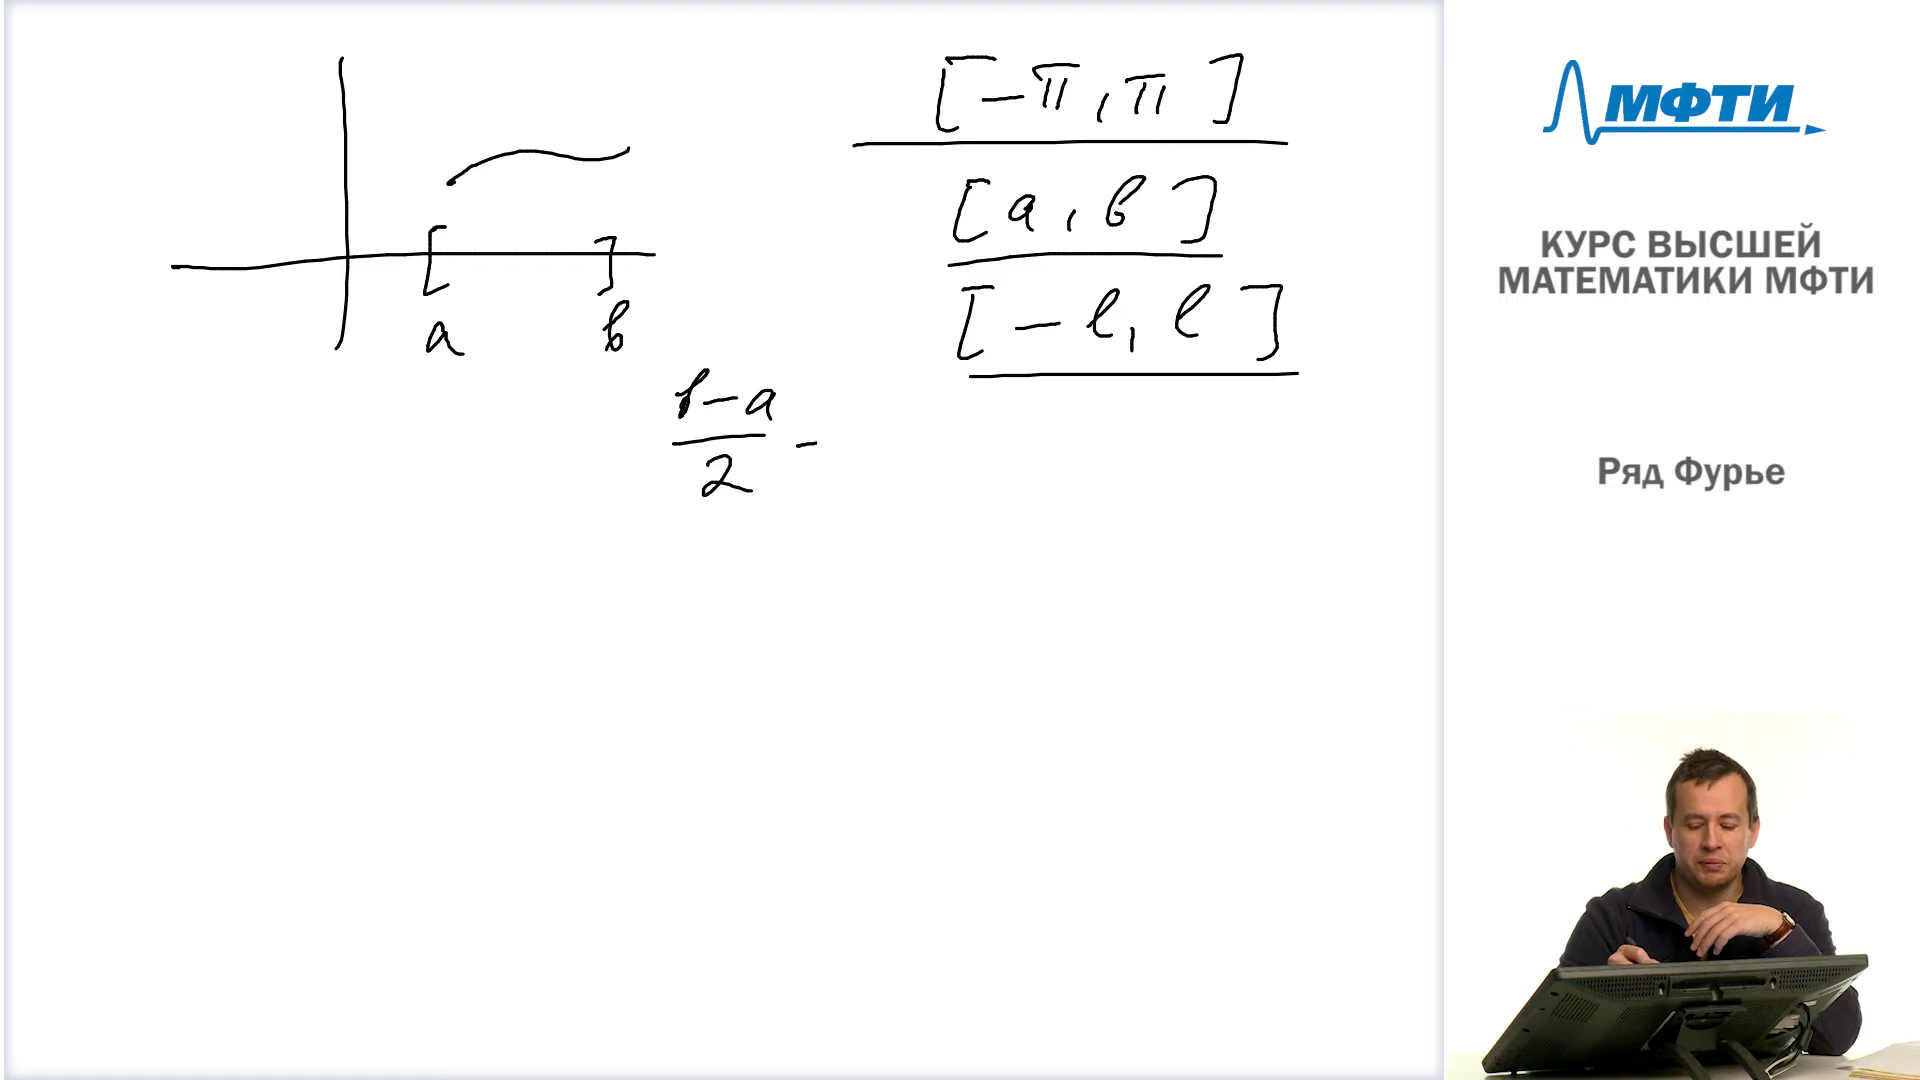 [-π, π]
[a, b]
[-ℓ, ℓ]
a b
b-a
2
-
МФТИ
КУРС ВЫСШЕЙ
МАТЕМАТИКИ МФТИ
Ряд Фурье